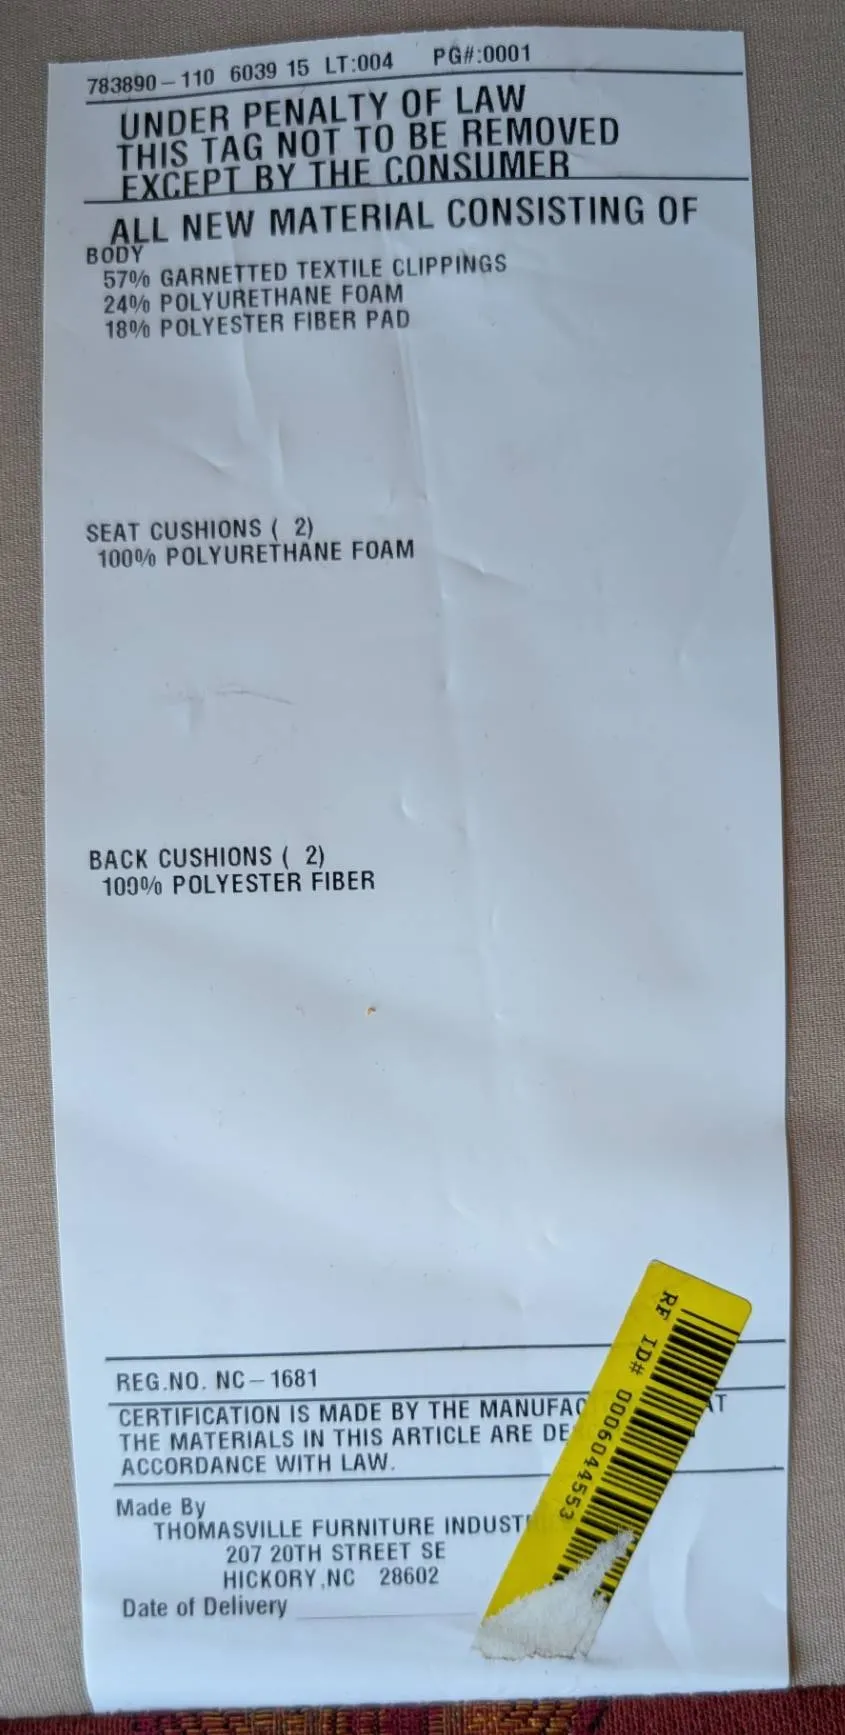 783890-110 6039 15 LT:004 PG#:0001
UNDER PENALTY OF LAW
THIS TAG NOT TO BE REMOVED
EXCEPT BY THE CONSUMER
ALL NEW MATERIAL CONSISTING OF
BODY
57% GARNETTED TEXTILE CLIPPINGS
24% POLYURETHANE FOAM
18% POLYESTER FIBER PAD
SEAT CUSHIONS ( 2)
100% POLYURETHANE FOAM
BACK CUSHIONS ( 2)
100% POLYESTER FIBER
REG.NO. NC-1681
CERTIFICATION IS MADE BY THE MANUFAC AT
THE MATERIALS IN THIS ARTICLE ARE DE
ACCORDANCE WITH LAW.
Made By
THOMASVILLE FURNITURE INDUST
207 20TH STREET SE
HICKORY,NC 28602
Date of Delivery
RF ID# 0006044553